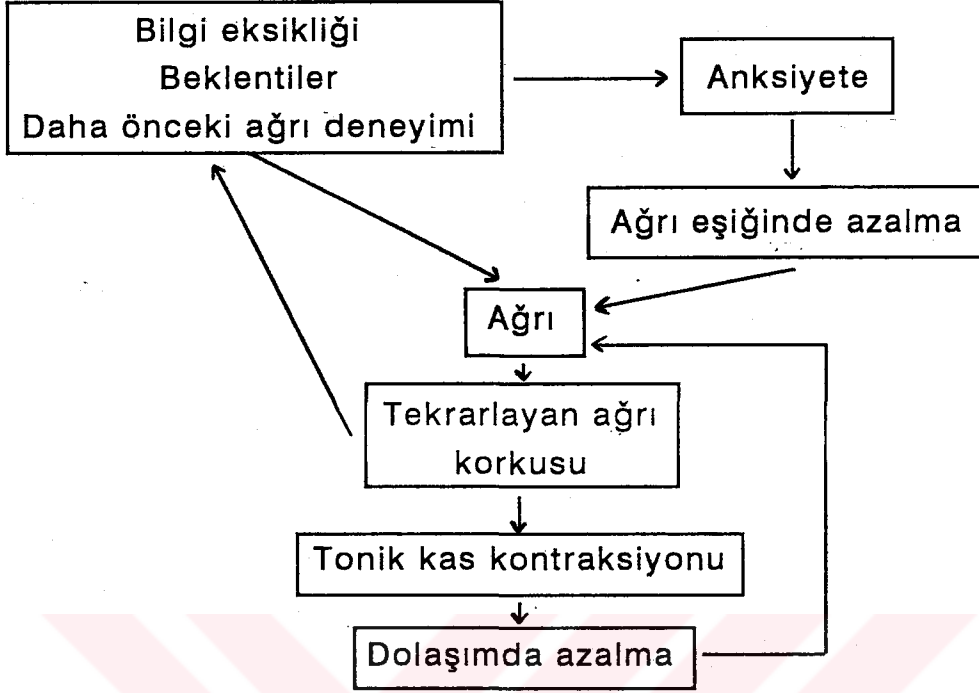 Bilgi eksikliği
Beklentiler
Daha önceki ağrı deneyimi
Anksiyete
Ağrı eşiğinde azalma
Ağrı
Tekrarlayan ağrı
korkusu
Tonik kas kontraksiyonu
Dolaşımda azalma